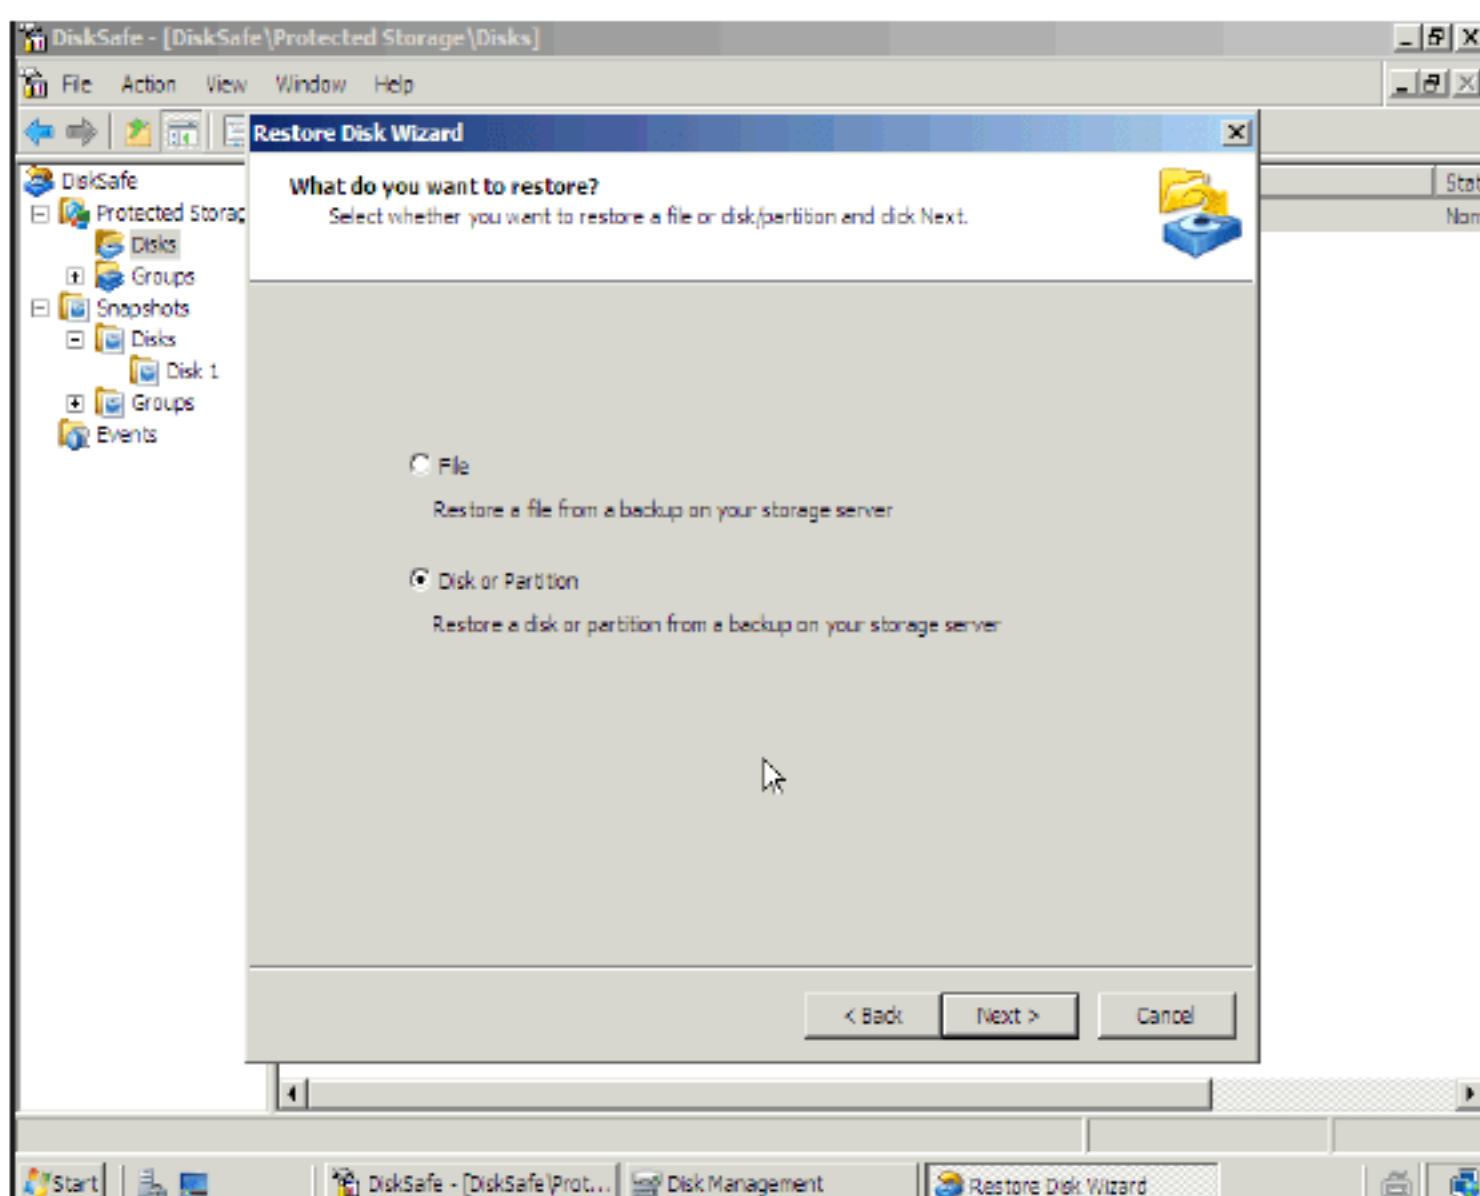 DiskSafe - [DiskSafe\Protected Storage\Disks]
File Action View Window Help
Restore Disk Wizard
What do you want to restore?
Select whether you want to restore a file or disk/partition and click Next.
DiskSafe
Protected Storag
Disks
Groups
Snapshots
Disks
Disk 1
Groups
Events
Stat
File
Restore a file from a backup on your storage server
Disk or Partition
Restore a disk or partition from a backup on your storage server
< Back Next > Cancel
Start DiskSafe - [DiskSafe\Prot... Disk Management Restore Disk Wizard